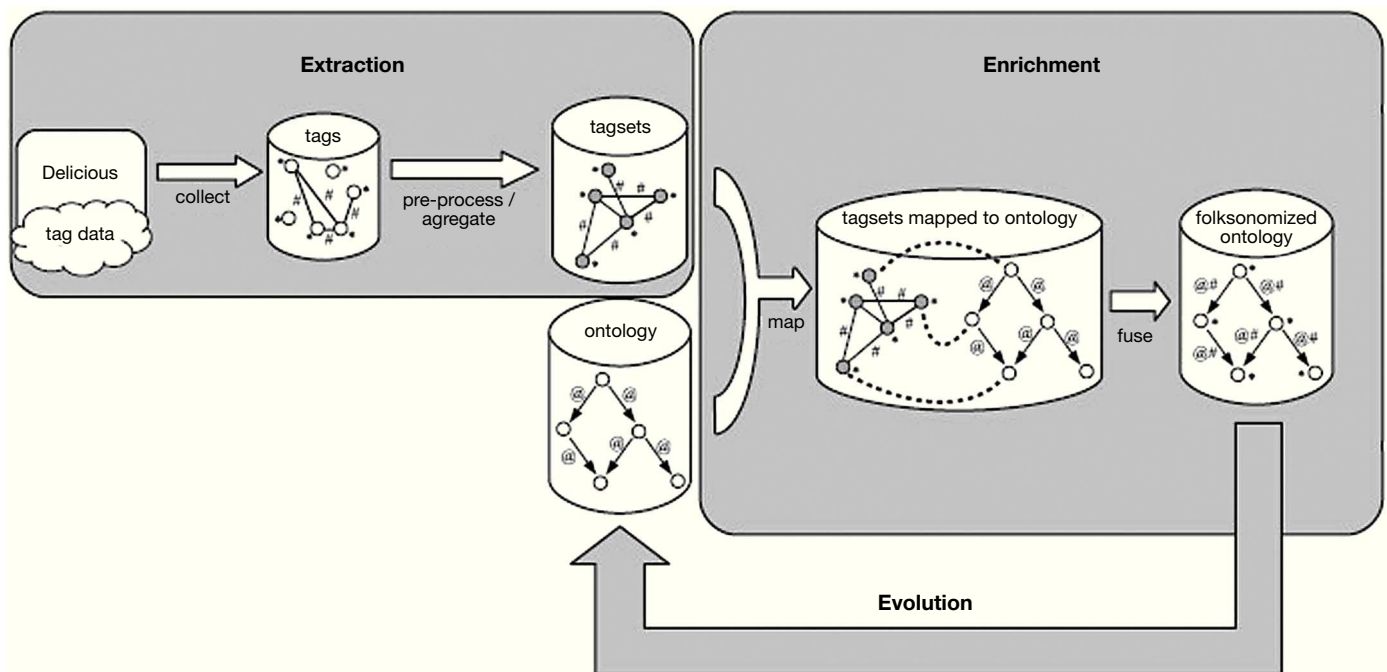 Extraction
Enrichment
Delicious
tag data
collect
tags
pre-process /
agregate
tagsets
ontology
map
tagsets mapped to ontology
fuse
folksonomized
ontology
Evolution
* * * *
# # #
* * * *
# # # # #
@ @ @ @ @
# # # # #
@ @ @ @ @
@# @#
@# @# @#